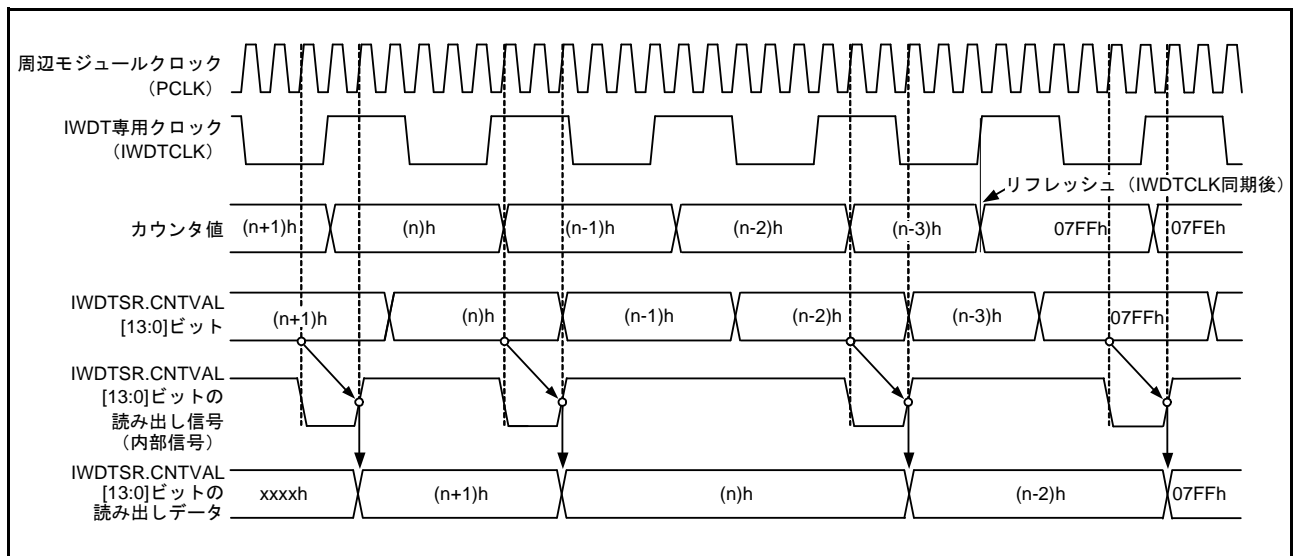 周辺モジュールクロック
（PCLK）
IWDT専用クロック
（IWDTCLK）
リフレッシュ（IWDTCLK同期後）
カウンタ値
(n+1)h
(n)h
(n-1)h
(n-2)h
(n-3)h
07FFh
07FEh
IWDTSR.CNTVAL
[13:0]ビット
(n+1)h
(n)h
(n-1)h
(n-2)h
(n-3)h
07FFh
IWDTSR.CNTVAL
[13:0]ビットの
読み出し信号
（内部信号）
IWDTSR.CNTVAL
[13:0]ビットの
読み出しデータ
xxxxh
(n+1)h
(n)h
(n-2)h
07FFh